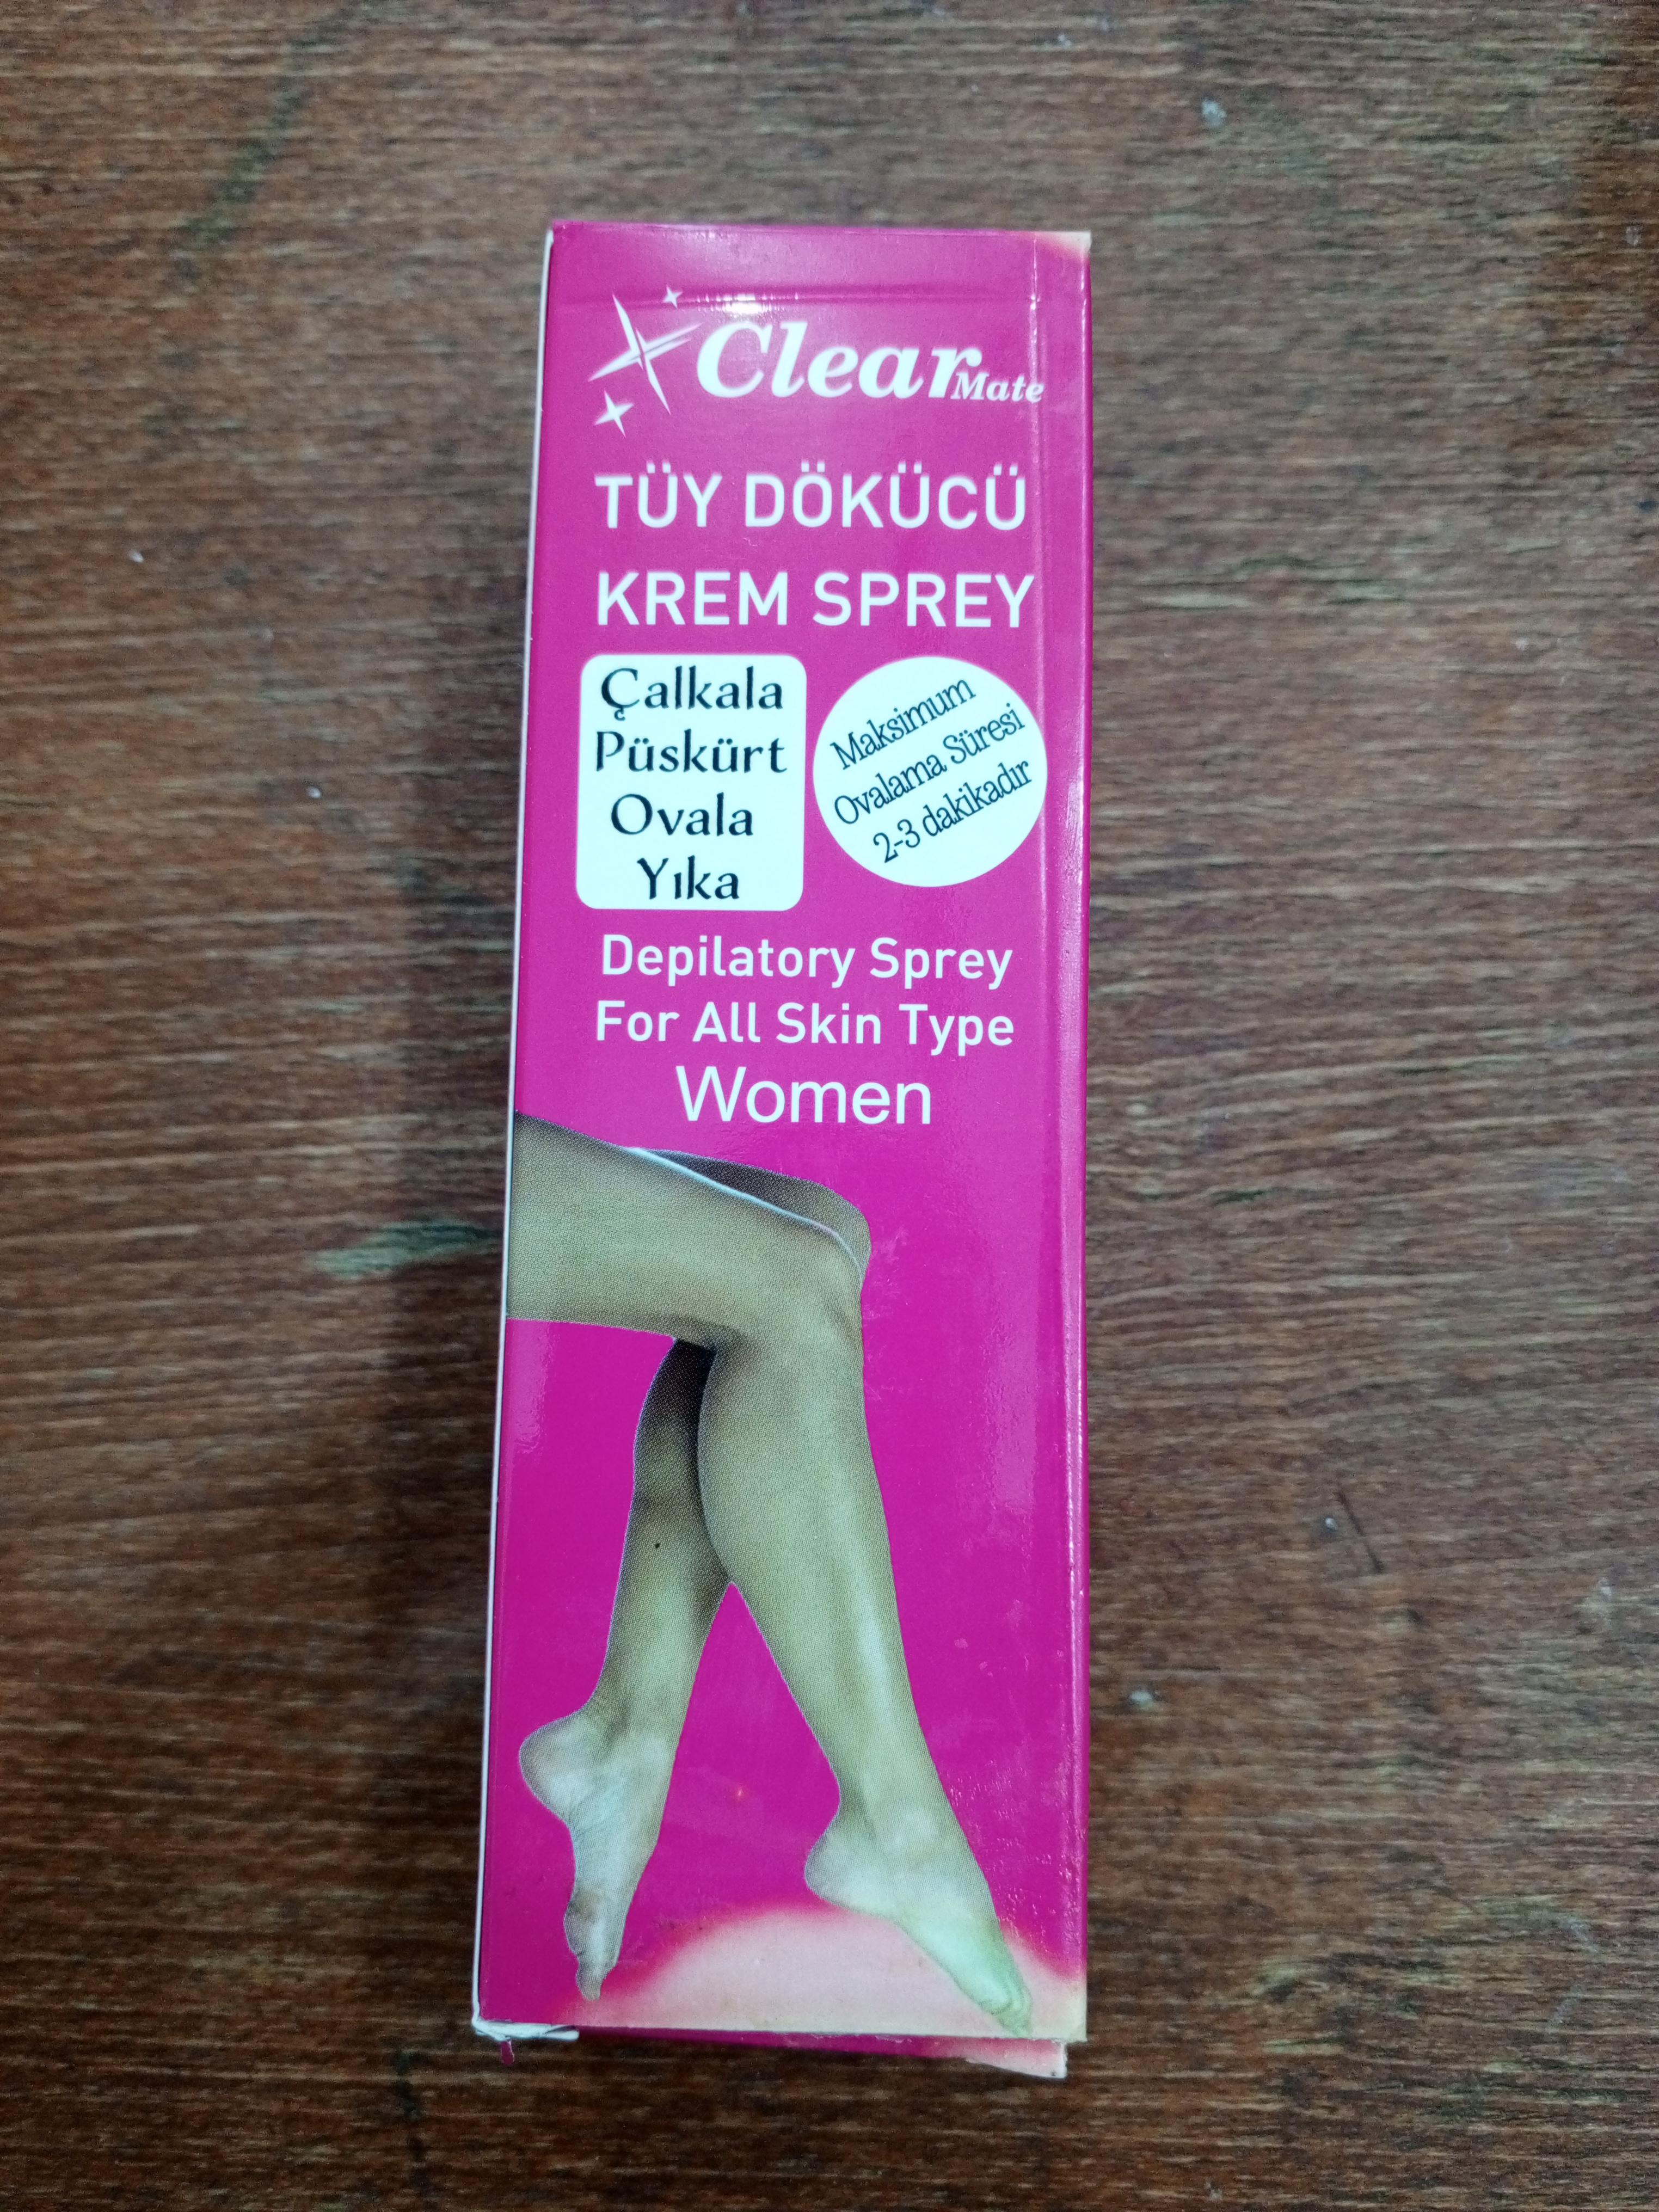 Clear Mate
TÜY DÖKÜCÜ
KREM SPREY
Çalkala
Püskürt
Ovala
Yıka
Maksimum
Ovalama Süresi
2-3 dakikadır
Depilatory Sprey
For All Skin Type
Women